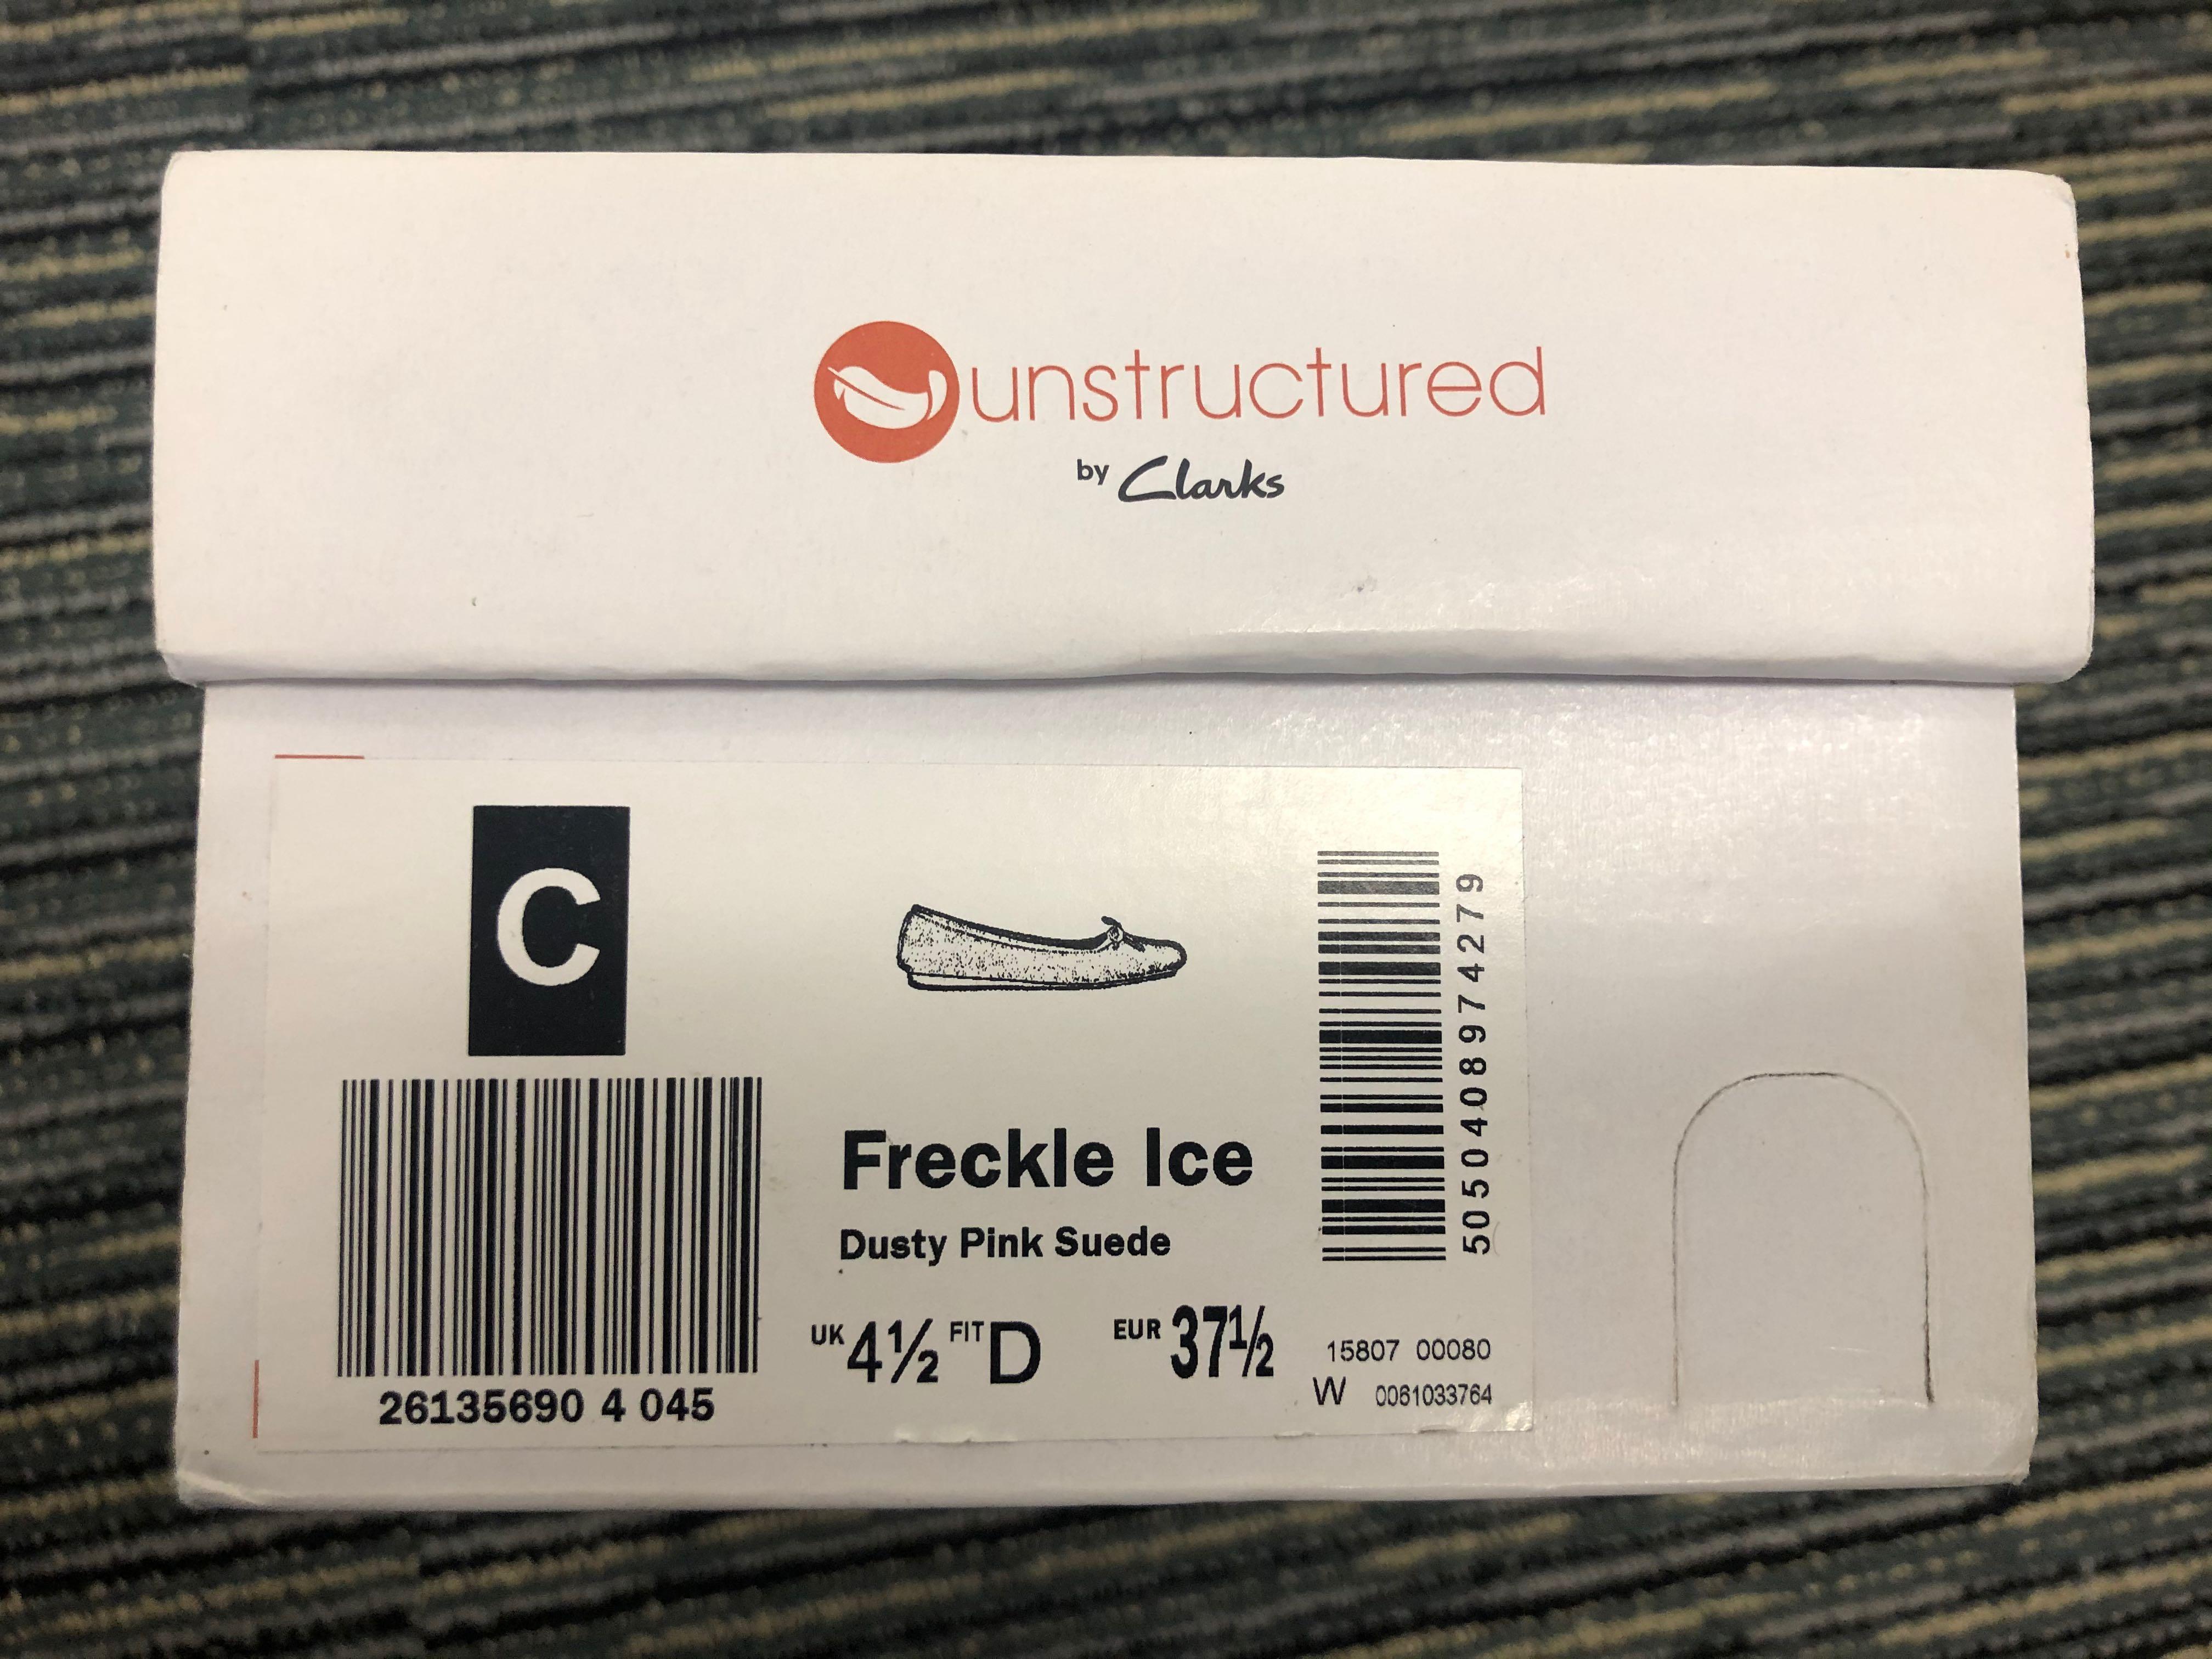 unstructured
by Clarks
C
5050408974279
Freckle Ice
Dusty Pink Suede
UK 4½ FIT D EUR 37½
15807 00080
W 0061033764
26135690 4 045